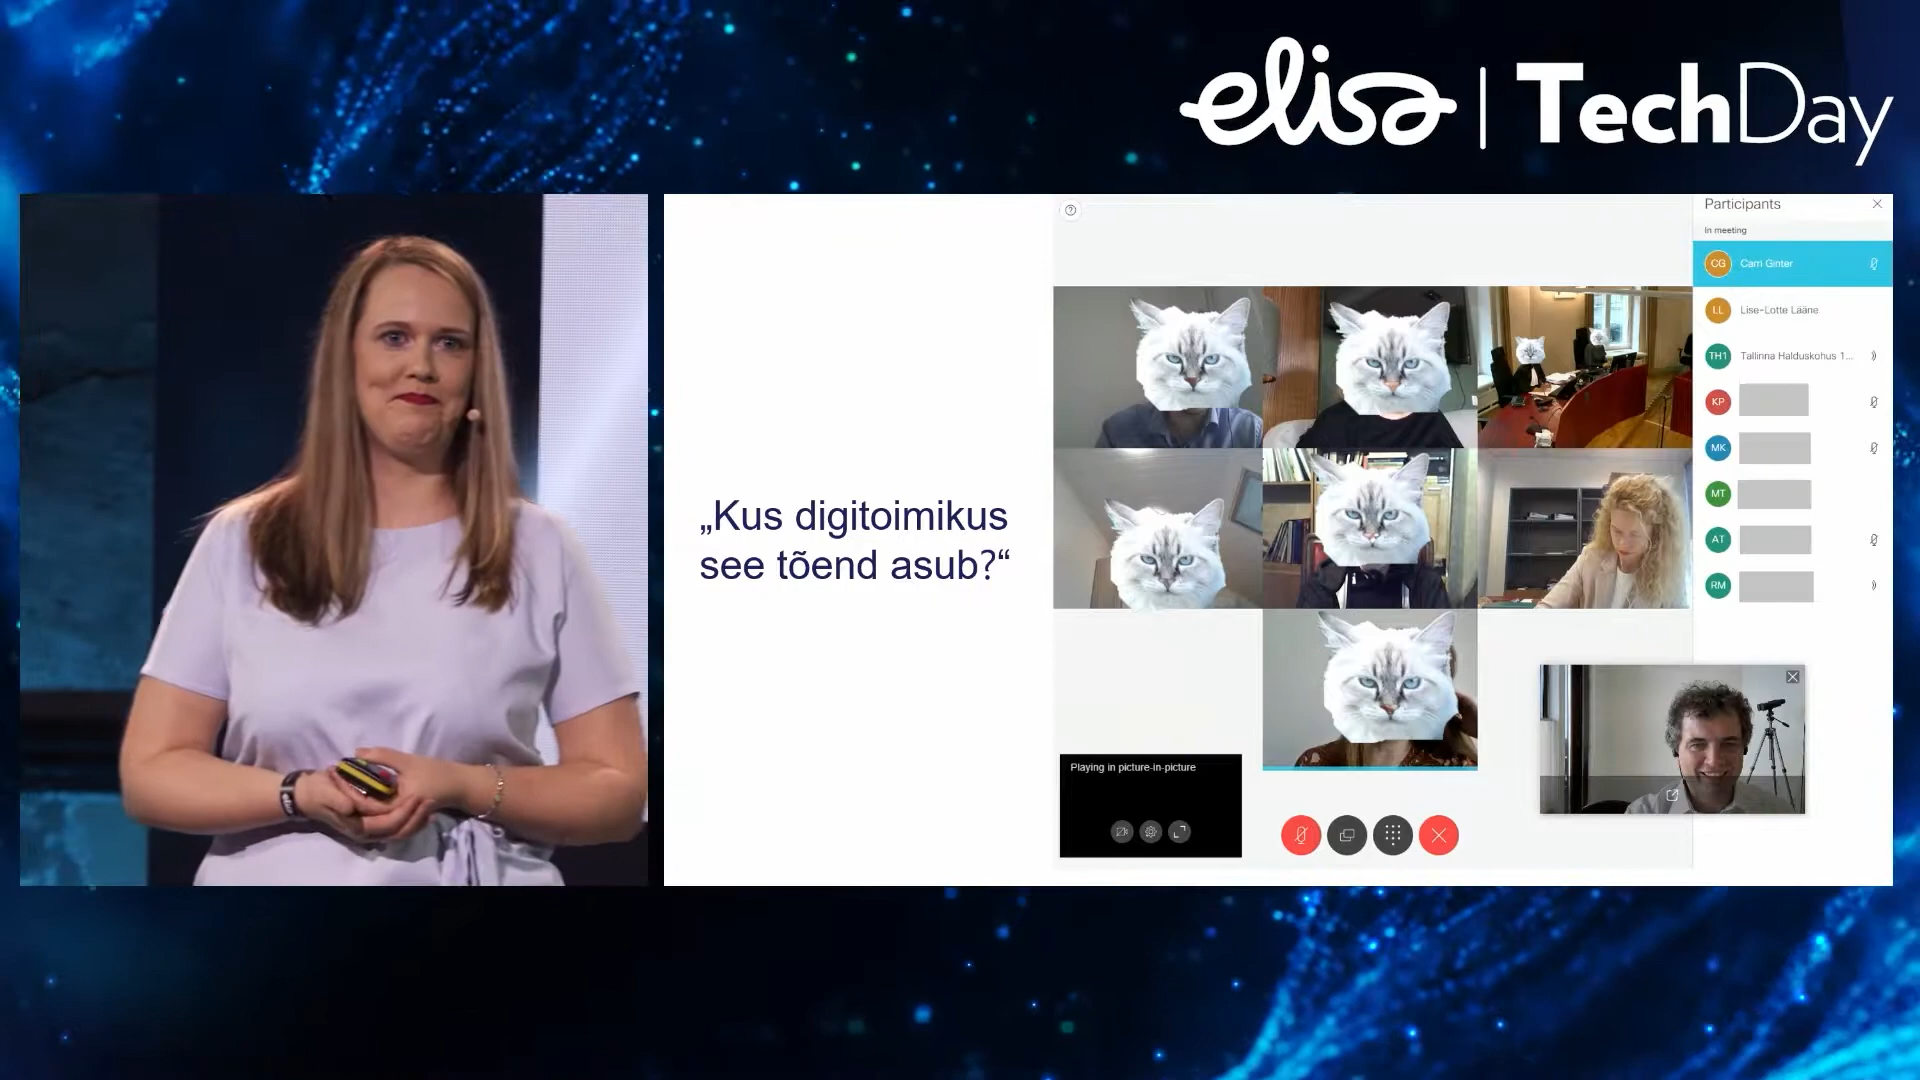 elisa | TechDay
„Kus digitoimikus
see tõend asub?“
Participants
In meeting
CG Carri Ginter
LL Lise-Lotte Lääne
TH1 Tallinna Halduskohus 1...
KP
MK
MT
AT
RM
Playing in picture-in-picture